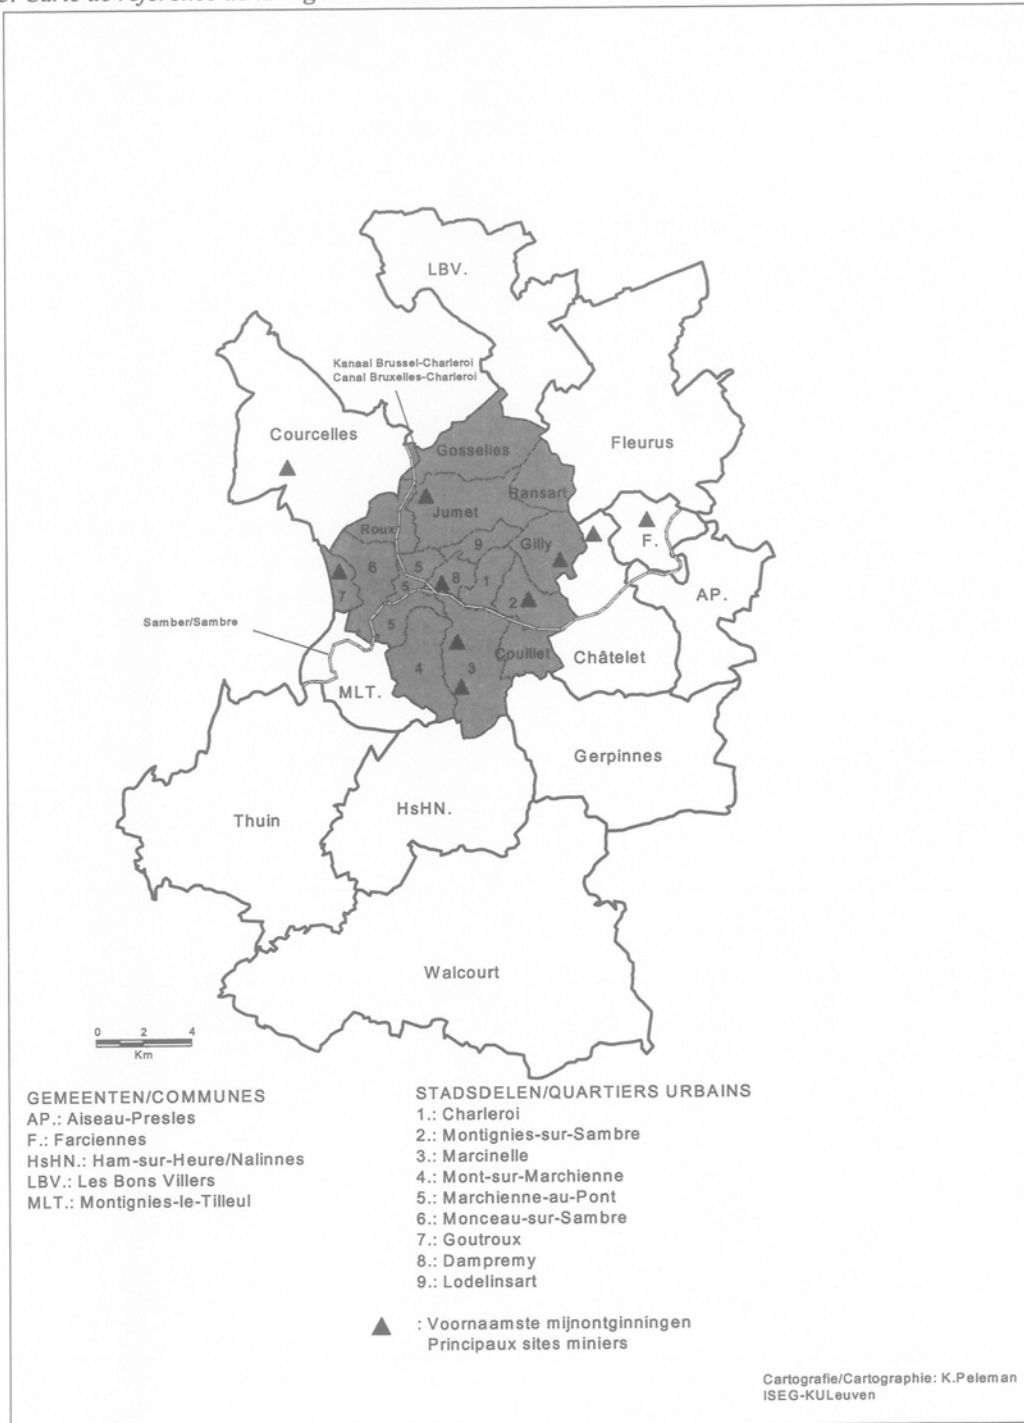 LBV.
Kanaal Brussel-Charleroi
Canal Bruxelles-Charleroi
Courcelles
Gosselies
Fleurus
Ransart
Jumet
Roux
9
Gilly
F.
6
5
8
1
7
5
2
AP.
Samber/Sambre
5
Couillet
Châtelet
4
3
MLT.
Gerpinnes
HsHN.
Thuin
Walcourt
0 2 4
Km
GEMEENTEN/COMMUNES
AP.: Aiseau-Presles
F.: Farciennes
HsHN.: Ham-sur-Heure/Nalinnes
LBV.: Les Bons Villers
MLT.: Montignies-le-Tilleul
STADSDELEN/QUARTIERS URBAINS
1.: Charleroi
2.: Montignies-sur-Sambre
3.: Marcinelle
4.: Mont-sur-Marchienne
5.: Marchienne-au-Pont
6.: Monceau-sur-Sambre
7.: Goutroux
8.: Dampremy
9.: Lodelinsart
: Voornaamste mijnontginningen
Principaux sites miniers
Cartografie/Cartographie: K.Peleman
ISEG-KULeuven